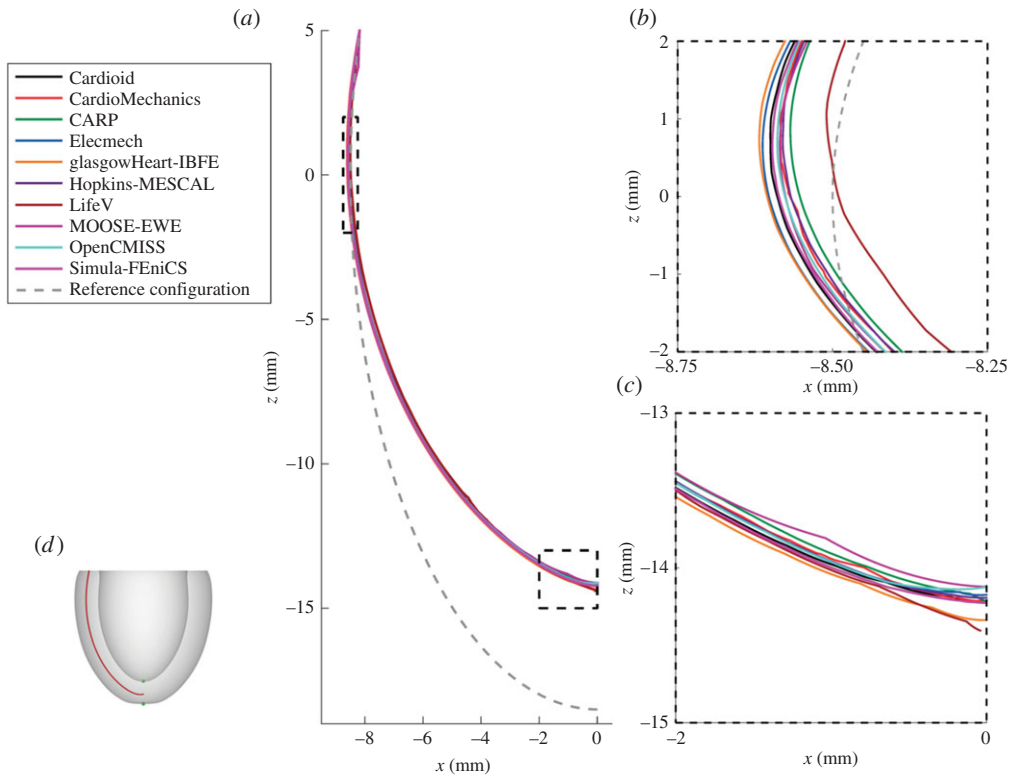 (a)
(b)
Cardioid
CardioMechanics
CARP
Elecmech
glasgowHeart-IBFE
Hopkins-MESCAL
LifeV
MOOSE-EWE
OpenCMISS
Simula-FEniCS
Reference configuration
5
0
−5
−10
−15
z (mm)
−8
−6
−4
−2
0
x (mm)
2
1
0
−1
−2
z (mm)
−8.75
−8.50
−8.25
x (mm)
(c)
−13
−14
−15
z (mm)
−2
−1
0
x (mm)
(d)